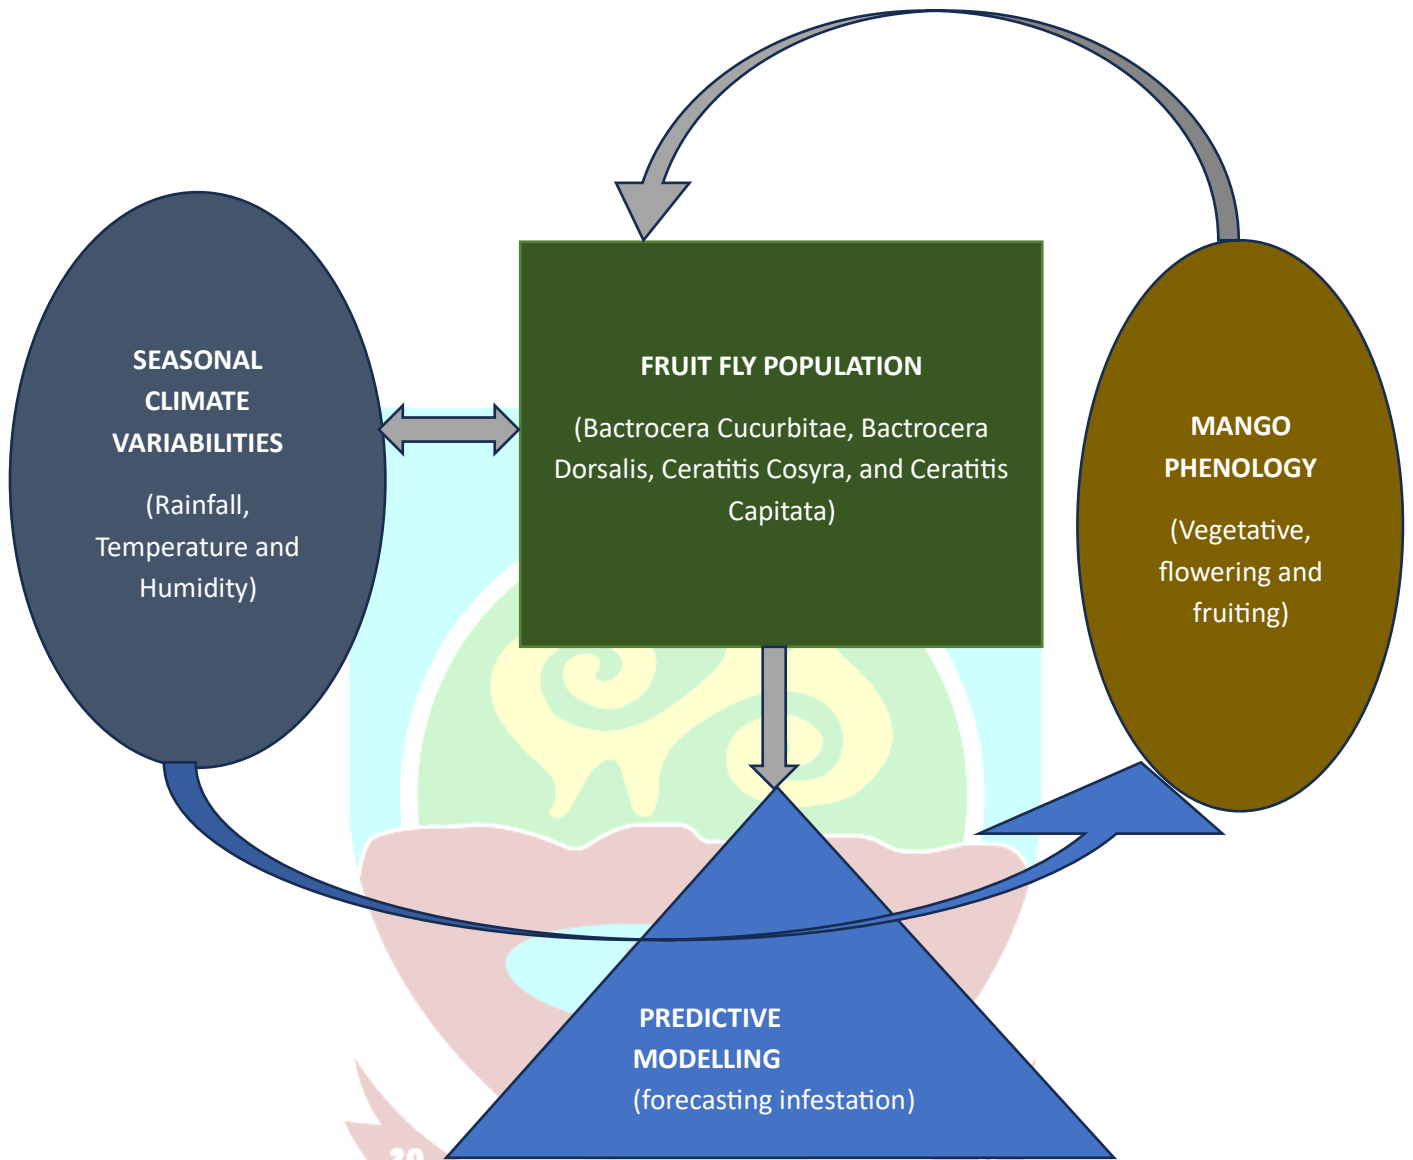 SEASONAL
CLIMATE
VARIABILITIES
(Rainfall,
Temperature and
Humidity)
FRUIT FLY POPULATION
(Bactrocera Cucurbitae, Bactrocera
Dorsalis, Ceratitis Cosyra, and Ceratitis
Capitata)
MANGO
PHENOLOGY
(Vegetative,
flowering and
fruiting)
PREDICTIVE
MODELLING
(forecasting infestation)